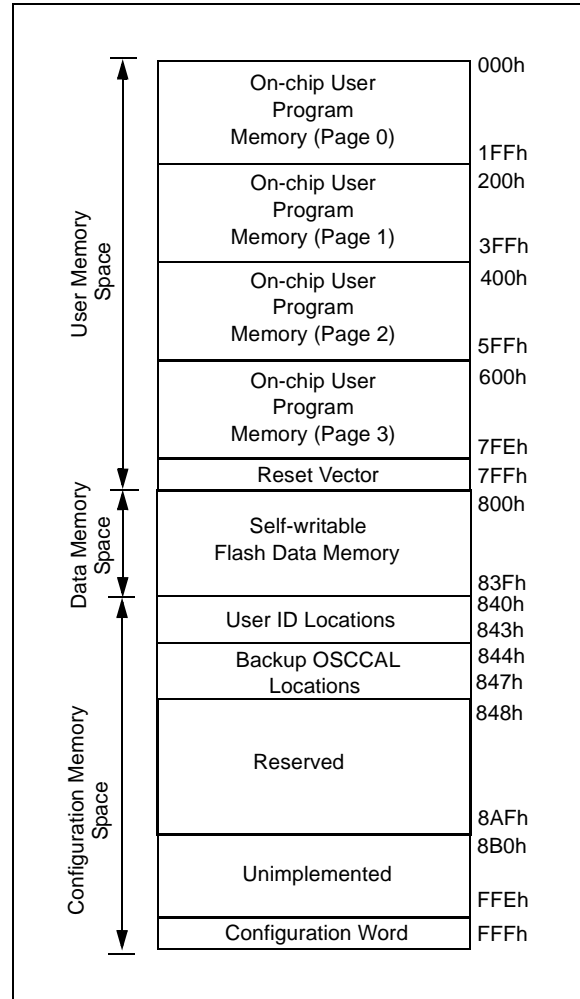 000h
On-chip User
Program
Memory (Page 0)
1FFh
200h
On-chip User
Program
Memory (Page 1)
3FFh
400h
On-chip User
Program
Memory (Page 2)
5FFh
600h
On-chip User
Program
Memory (Page 3)
7FEh
Reset Vector
7FFh
User Memory
Space
800h
Self-writable
Flash Data Memory
83Fh
Data Memory
Space
840h
User ID Locations
843h
Backup OSCCAL
Locations
844h
847h
848h
Reserved
8AFh
8B0h
Unimplemented
FFEh
Configuration Word
FFFh
Configuration Memory
Space